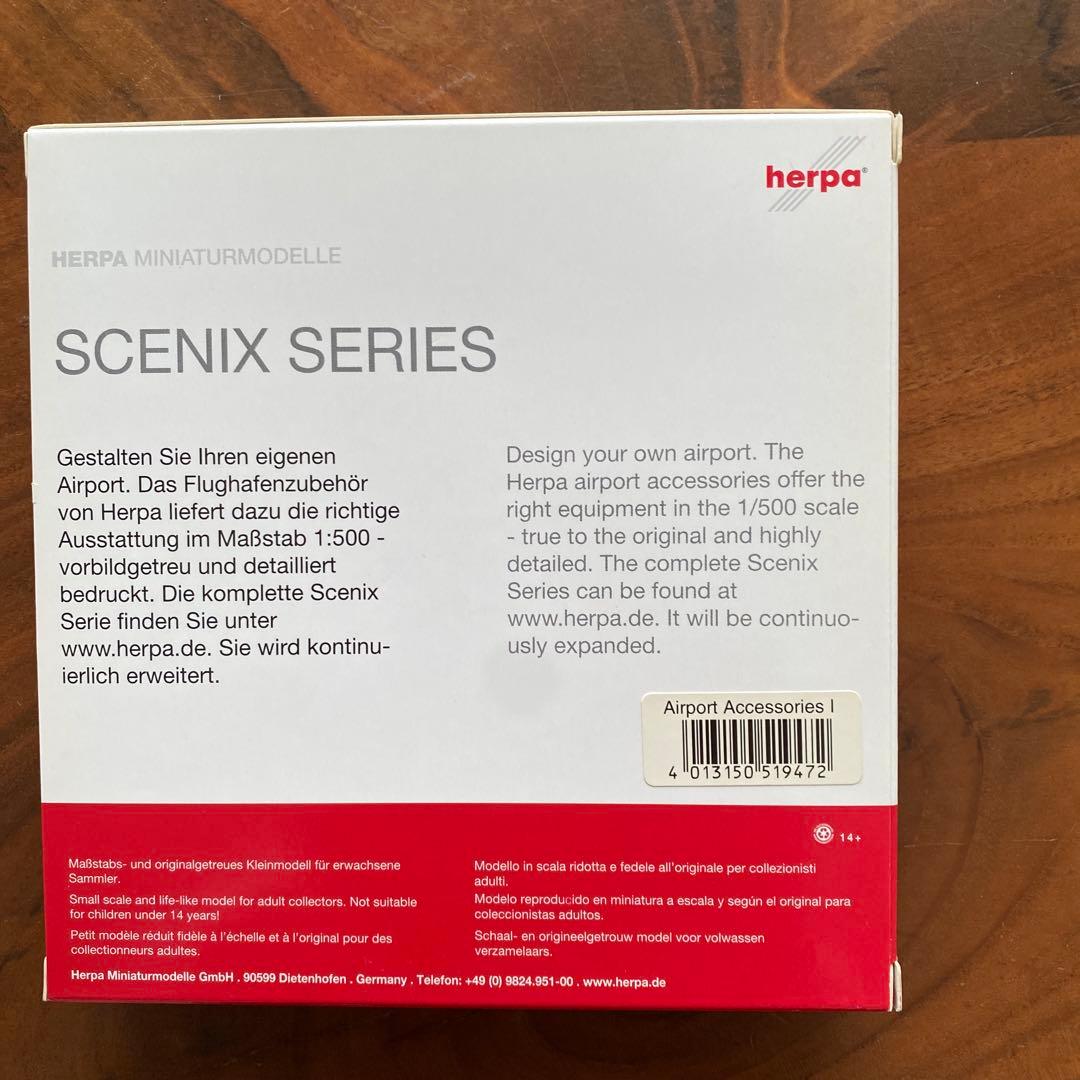 herpa®
HERPA MINIATURMODELLE
SCENIX SERIES
Gestalten Sie Ihren eigenen
Airport. Das Flughafenzubehör
von Herpa liefert dazu die richtige
Ausstattung im Maßstab 1:500 -
vorbildgetreu und detailliert
bedruckt. Die komplette Scenix
Serie finden Sie unter
www.herpa.de. Sie wird kontinu-
ierlich erweitert.
Design your own airport. The
Herpa airport accessories offer the
right equipment in the 1/500 scale
- true to the original and highly
detailed. The complete Scenix
Series can be found at
www.herpa.de. It will be continuo-
usly expanded.
Airport Accessories I
4 013150 519472
14+
Maßstabs- und originalgetreues Kleinmodell für erwachsene
Sammler.
Small scale and life-like model for adult collectors. Not suitable
for children under 14 years!
Petit modèle réduit fidèle à l'échelle et à l'original pour des
collectionneurs adultes.
Modello in scala ridotta e fedele all'originale per collezionisti
adulti.
Modelo reproducido en miniatura a escala y según el original para
coleccionistas adultos.
Schaal- en origineelgetrouw model voor volwassen
verzamelaars.
Herpa Miniaturmodelle GmbH . 90599 Dietenhofen . Germany . Telefon: +49 (0) 9824.951-00 . www.herpa.de